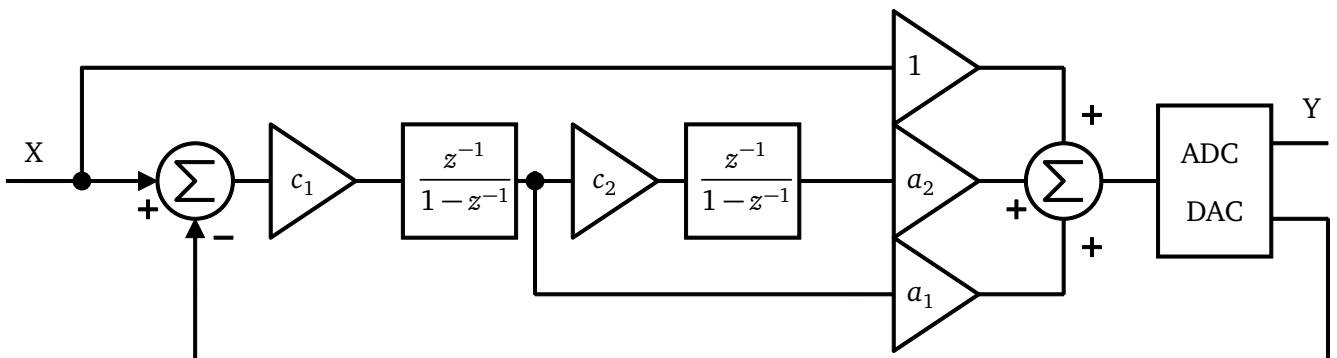 1
+
X
Y
z⁻¹
1 − z⁻¹
z⁻¹
1 − z⁻¹
ADC
DAC
Σ
c₁
c₂
a₂
Σ
+
−
+
+
a₁